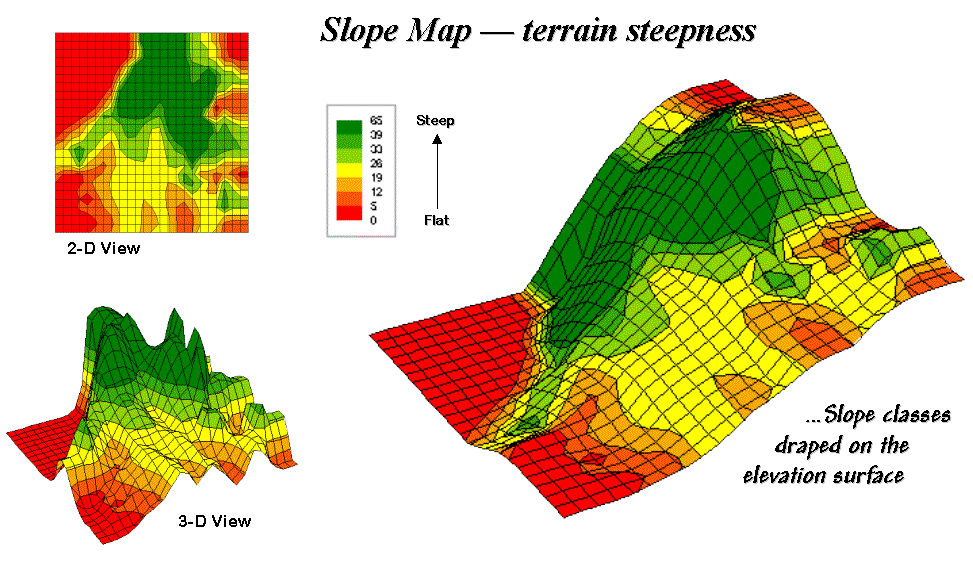 Slope Map — terrain steepness
2-D View
65
39
33
26
19
12
5
0
Steep
Flat
3-D View
...Slope classes
draped on the
elevation surface